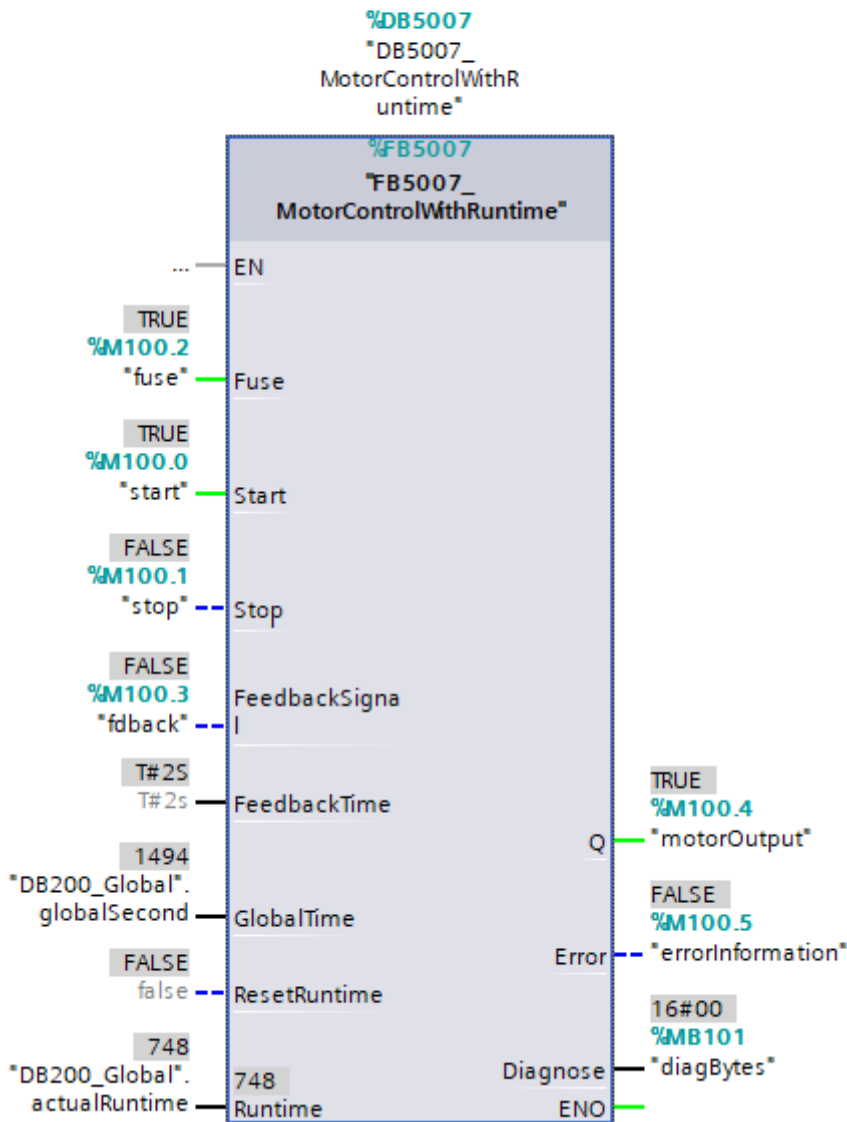 %DB5007
"DB5007_
MotorControlWithR
untime"
%FB5007
"FB5007_
MotorControlWithRuntime"
... EN
TRUE
%M100.2
"fuse" Fuse
TRUE
%M100.0
"start" Start
FALSE
%M100.1
"stop" Stop
FALSE
%M100.3
"fdback"
FeedbackSigna
l
T#2S
T#2s FeedbackTime
1494
"DB200_Global".
globalSecond GlobalTime
FALSE
false ResetRuntime
748
"DB200_Global".
actualRuntime
748
Runtime
TRUE
%M100.4
Q "motorOutput"
FALSE
%M100.5
Error "errorInformation"
16#00
%MB101
Diagnose "diagBytes"
ENO